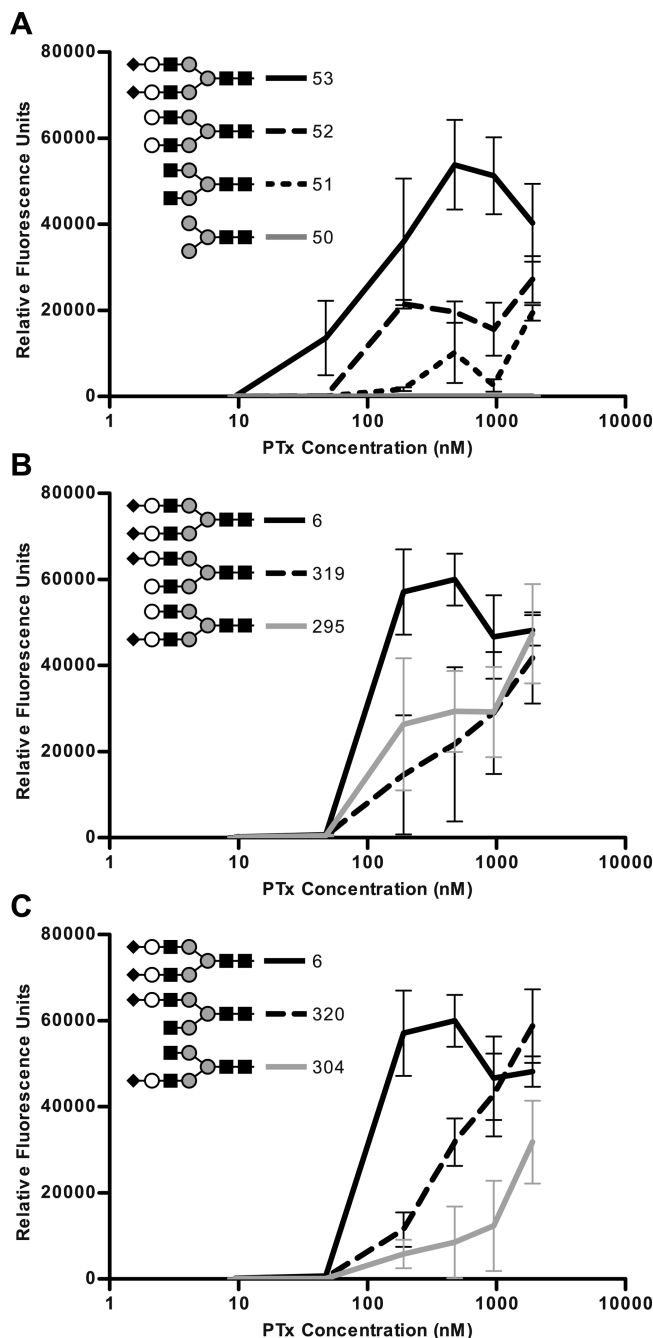 A
80000
60000
40000
20000
0
Relative Fluorescence Units
53
52
51
50
1 10 100 1000 10000
PTx Concentration (nM)
B
80000
60000
40000
20000
0
Relative Fluorescence Units
6
319
295
1 10 100 1000 10000
PTx Concentration (nM)
C
80000
60000
40000
20000
0
Relative Fluorescence Units
6
320
304
1 10 100 1000 10000
PTx Concentration (nM)